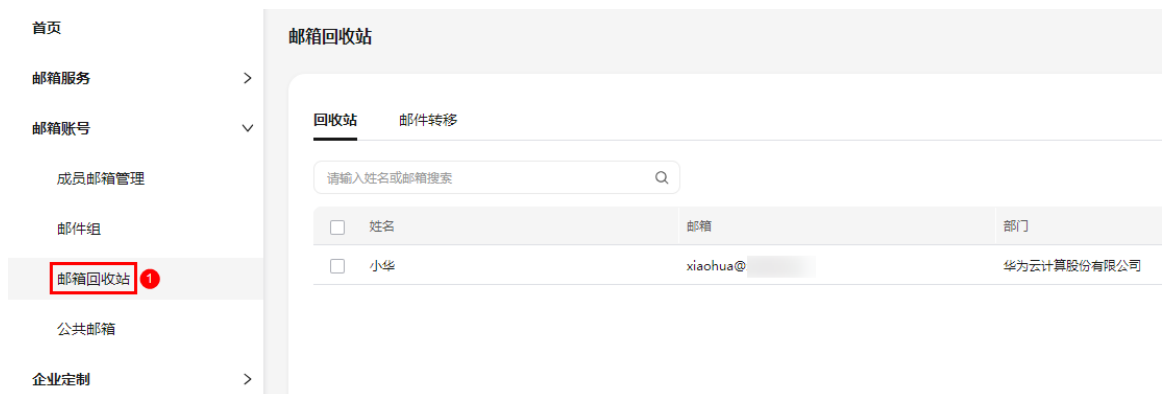 首页
邮箱服务
邮箱账号
成员邮箱管理
邮件组
邮箱回收站 1
公共邮箱
企业定制
邮箱回收站
回收站 邮件转移
请输入姓名或邮箱搜索
姓名 邮箱 部门
小华 xiaohua@ 华为云计算股份有限公司